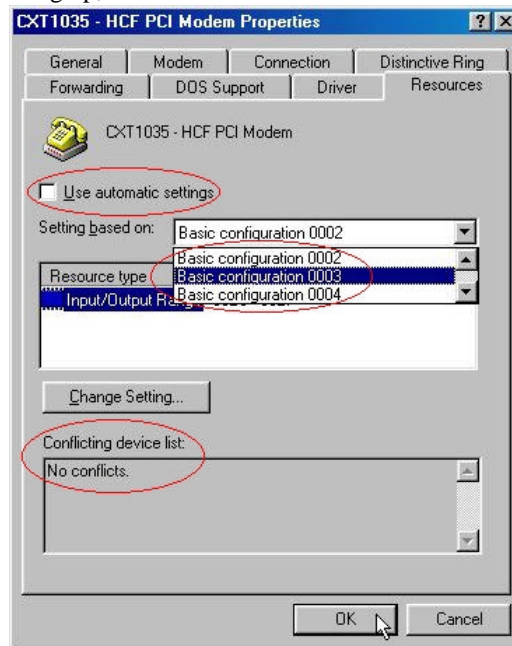 CXT1035 - HCF PCI Modem Properties
General Modem Connection Distinctive Ring
Forwarding DOS Support Driver Resources
CXT1035 - HCF PCI Modem
Use automatic settings
Setting based on: Basic configuration 0002
Basic configuration 0002
Resource type Basic configuration 0003
Input/Output Basic configuration 0004
Change Setting...
Conflicting device list:
No conflicts.
OK Cancel